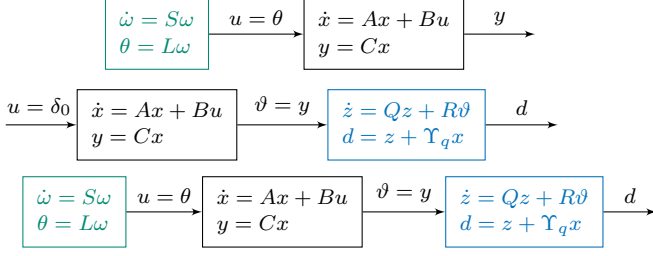 ω̇ = Sω u = θ ẋ = Ax + Bu y
θ = Lω y = Cx
u = δ₀ ẋ = Ax + Bu ϑ = y ż = Qz + Rϑ d
y = Cx d = z + ϒ_q x
ω̇ = Sω u = θ ẋ = Ax + Bu ϑ = y ż = Qz + Rϑ d
θ = Lω y = Cx d = z + ϒ_q x